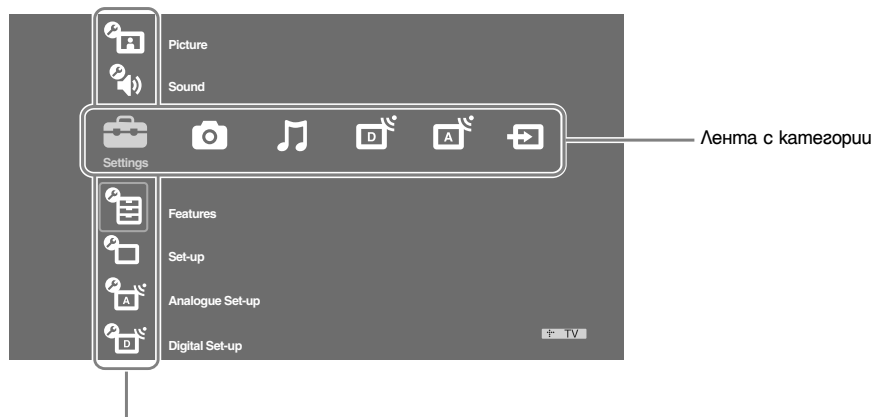 Picture
Sound
Лента с категории
D
A
Settings
Features
Set-up
A
Analogue Set-up
D
Digital Set-up
TV